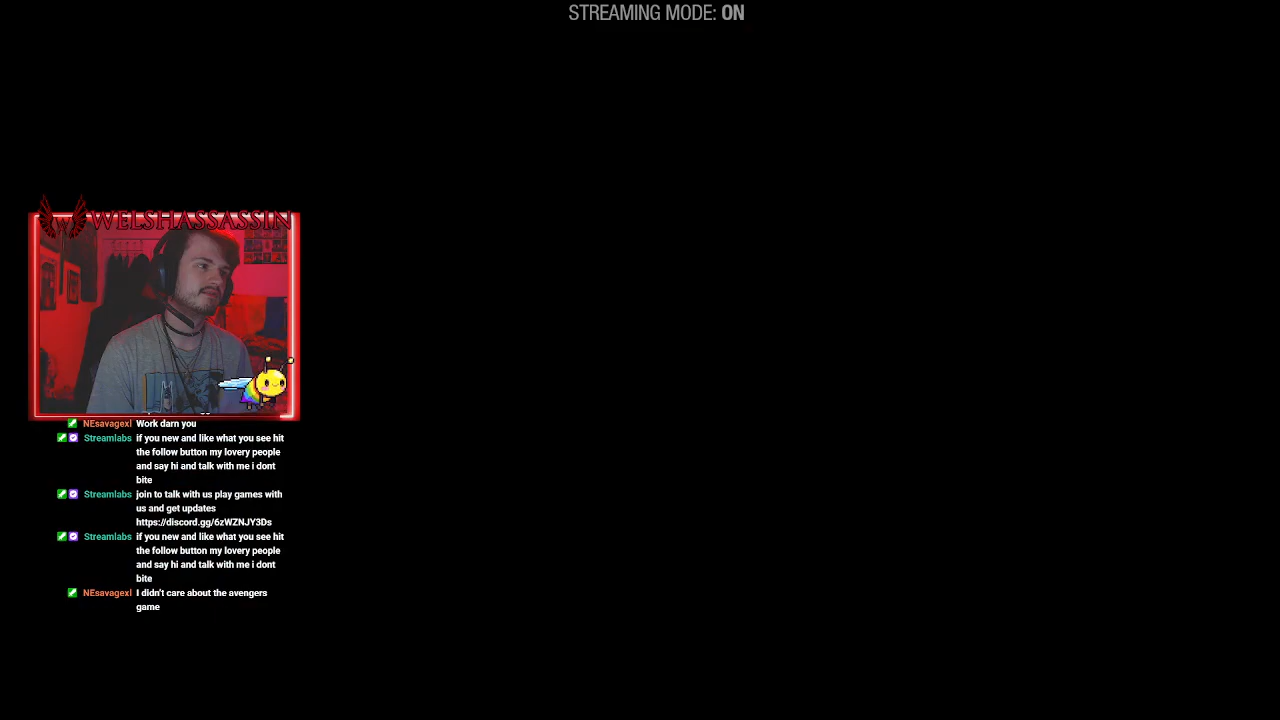 STREAMING MODE: ON
WELSHASSASSIN
NEsavagexl Work darn you
Streamlabs if you new and like what you see hit
the follow button my lovery people
and say hi and talk with me i dont
bite
Streamlabs join to talk with us play games with
us and get updates
https://discord.gg/6zWZNJY3Ds
Streamlabs if you new and like what you see hit
the follow button my lovery people
and say hi and talk with me i dont
bite
NEsavagexl I didn't care about the avengers
game